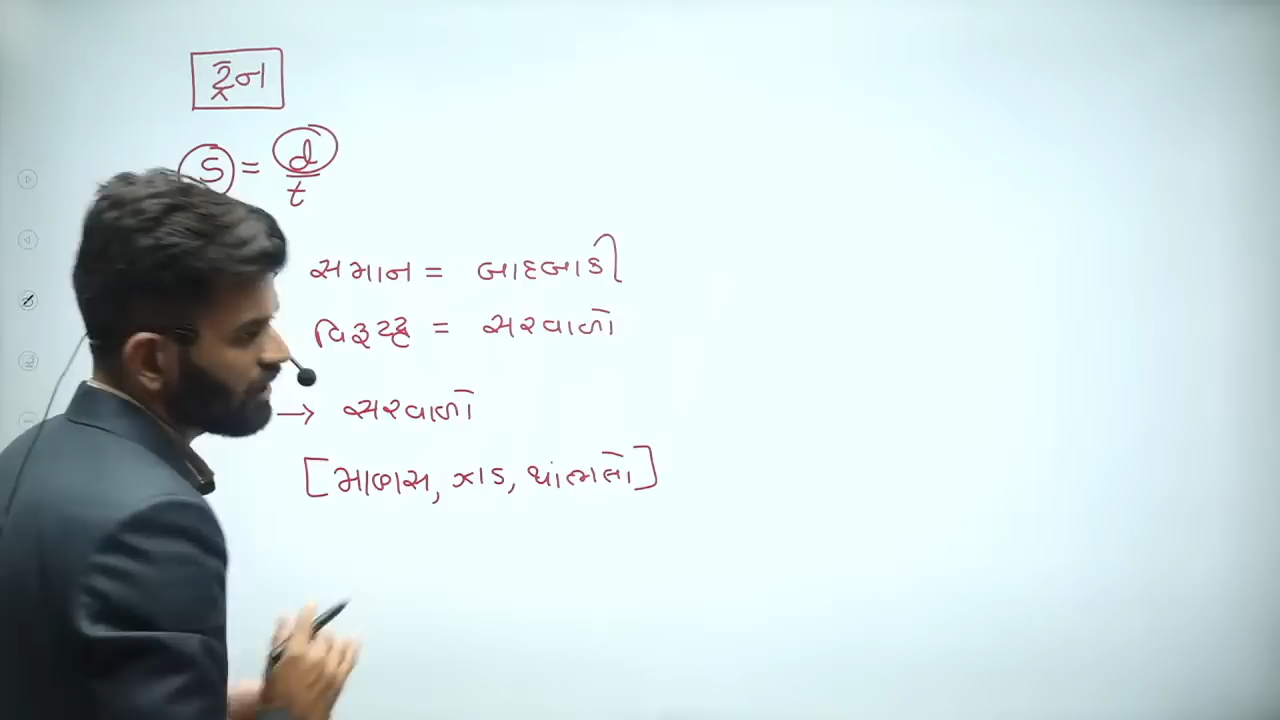 ટ્રેન
S = d/t
સમાન = બાદબાકી
વિરૂદ્ધ = સરવાળો
→ સરવાળો
[માણસ, ઝાડ, થાંભલો]